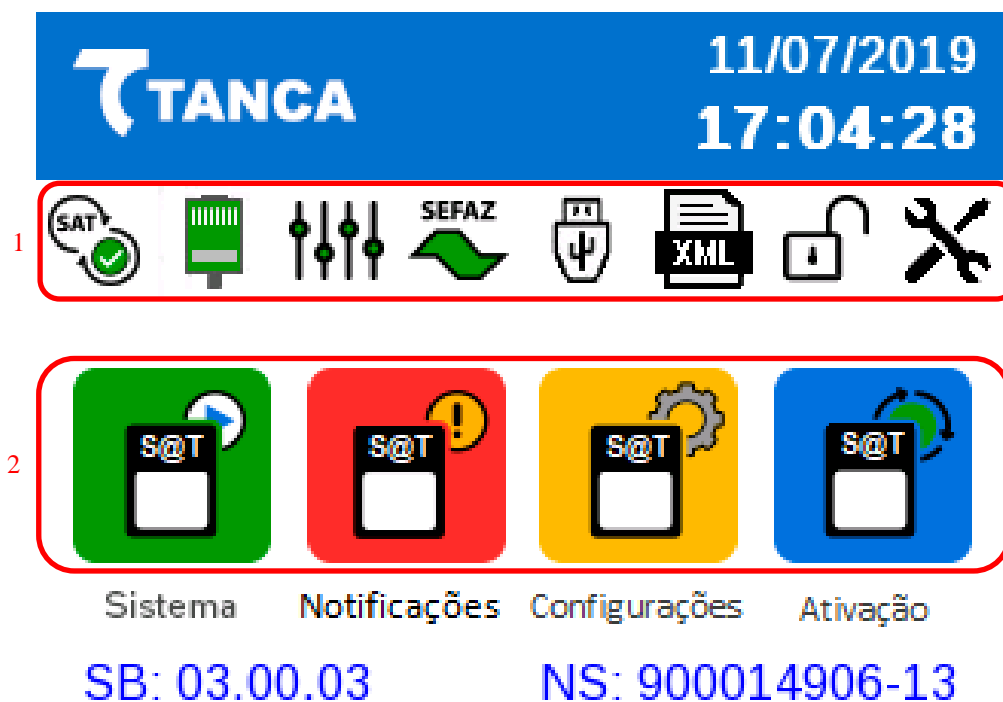 TANCA
11/07/2019
17:04:28
1
SAT
SEFAZ
XML
2
S@T S@T S@T S@T
Sistema Notificações Configurações Ativação
SB: 03.00.03 NS: 900014906-13